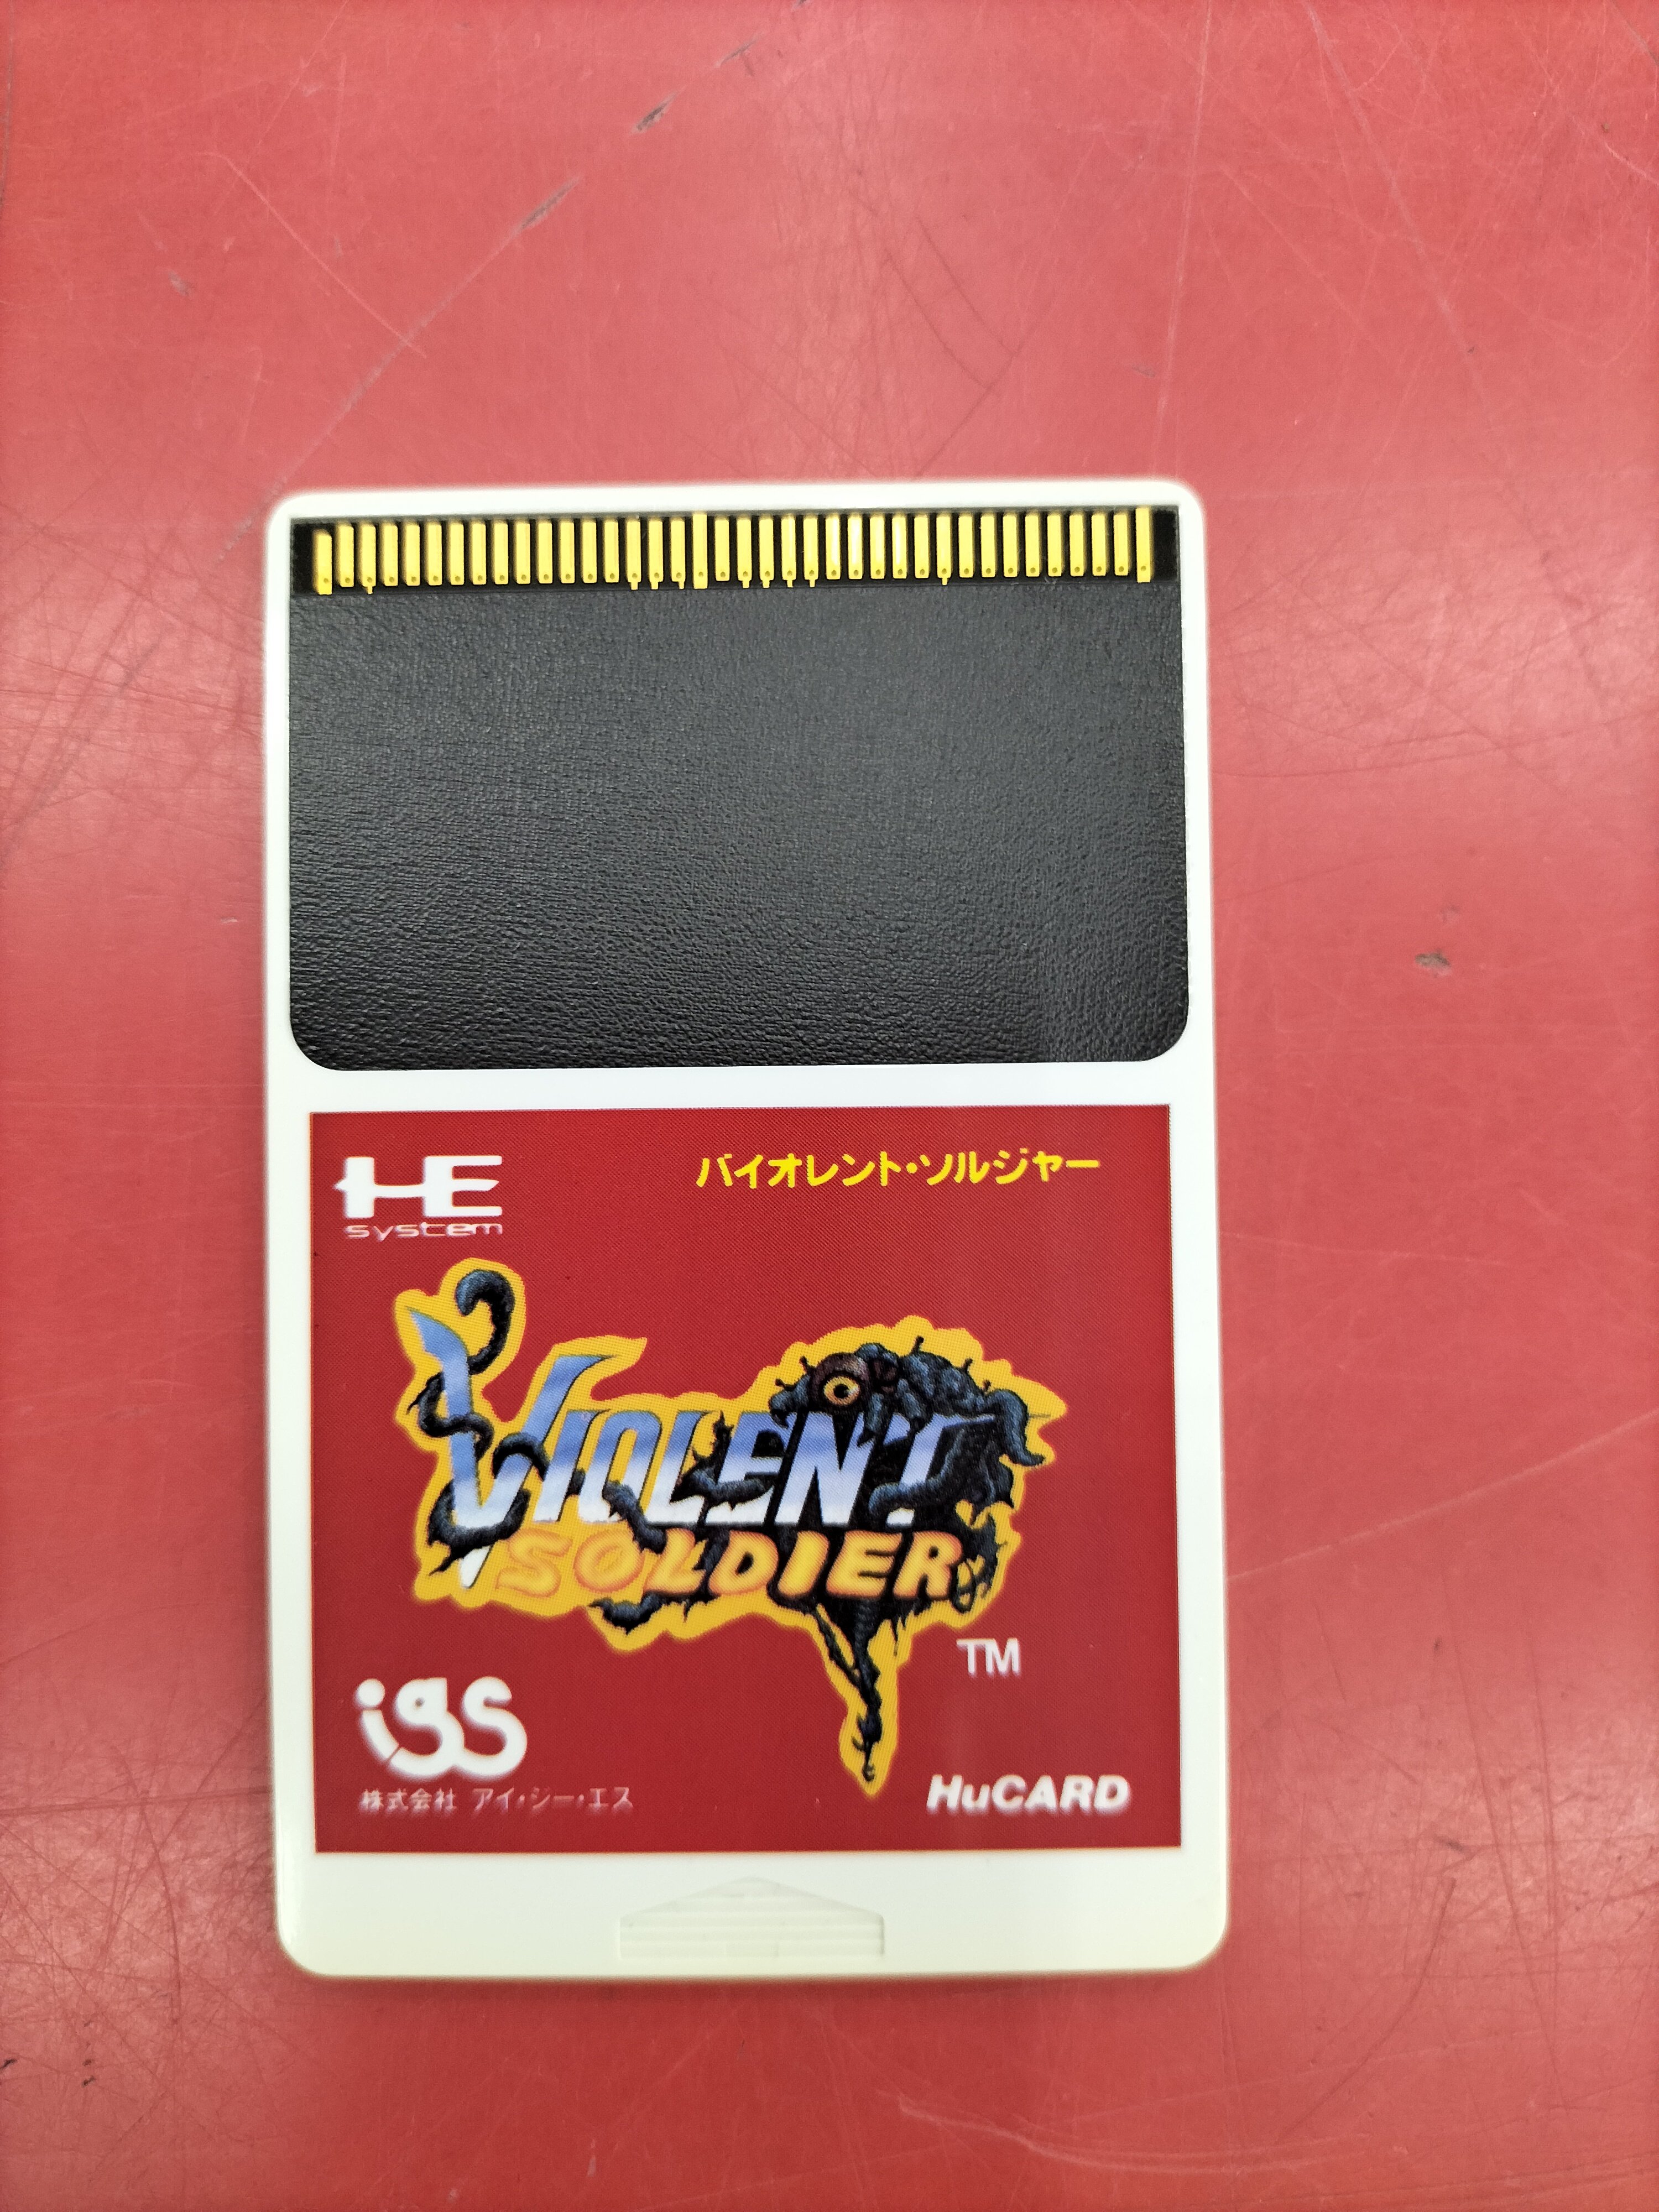 HE
system
バイオレント・ソルジャー
VIOLENT
SOLDIER
TM
igs
株式会社 アイ・ジー・エス
HuCARD